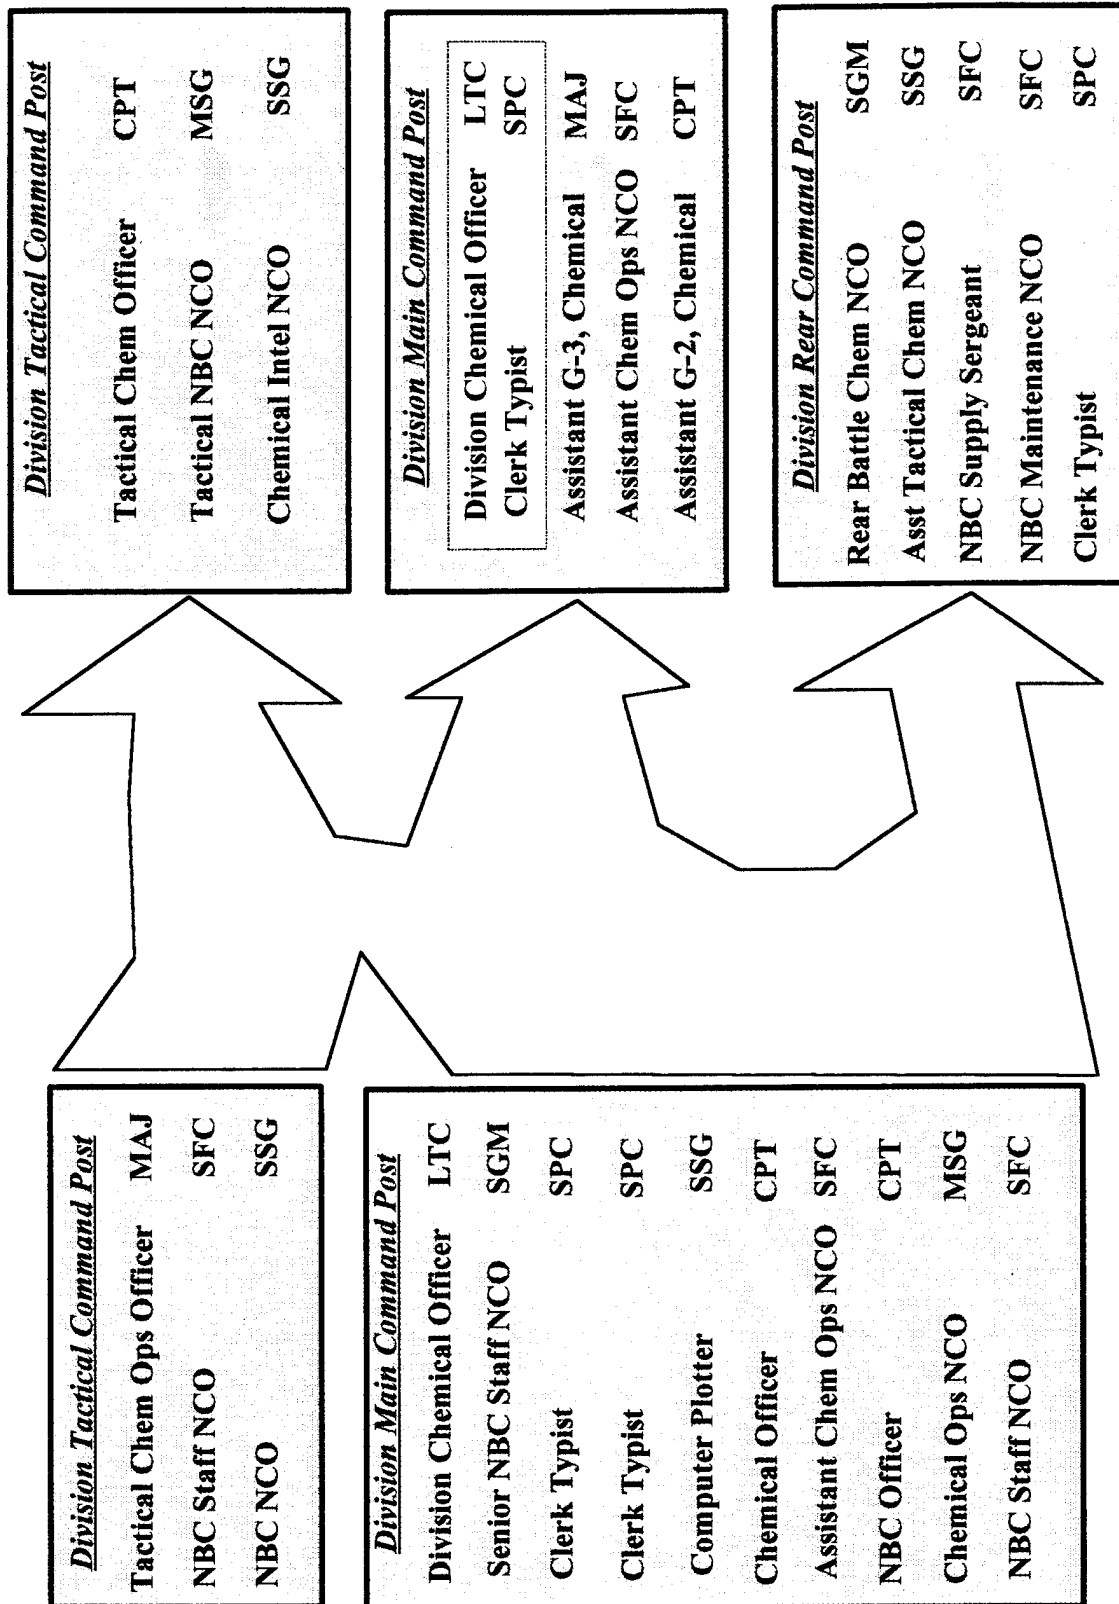 Division Tactical Command Post
Tactical Chem Ops Officer MAJ
NBC Staff NCO SFC
NBC NCO SSG
Division Main Command Post
Division Chemical Officer LTC
Senior NBC Staff NCO SGM
Clerk Typist SPC
Clerk Typist SPC
Computer Plotter SSG
Chemical Officer CPT
Assistant Chem Ops NCO SFC
NBC Officer CPT
Chemical Ops NCO MSG
NBC Staff NCO SFC
Division Tactical Command Post
Tactical Chem Officer CPT
Tactical NBC NCO MSG
Chemical Intel NCO SSG
Division Main Command Post
Division Chemical Officer LTC
Clerk Typist SPC
Assistant G-3, Chemical MAJ
Assistant Chem Ops NCO SFC
Assistant G-2, Chemical CPT
Division Rear Command Post
Rear Battle Chem NCO SGM
Asst Tactical Chem NCO SSG
NBC Supply Sergeant SFC
NBC Maintenance NCO SFC
Clerk Typist SPC